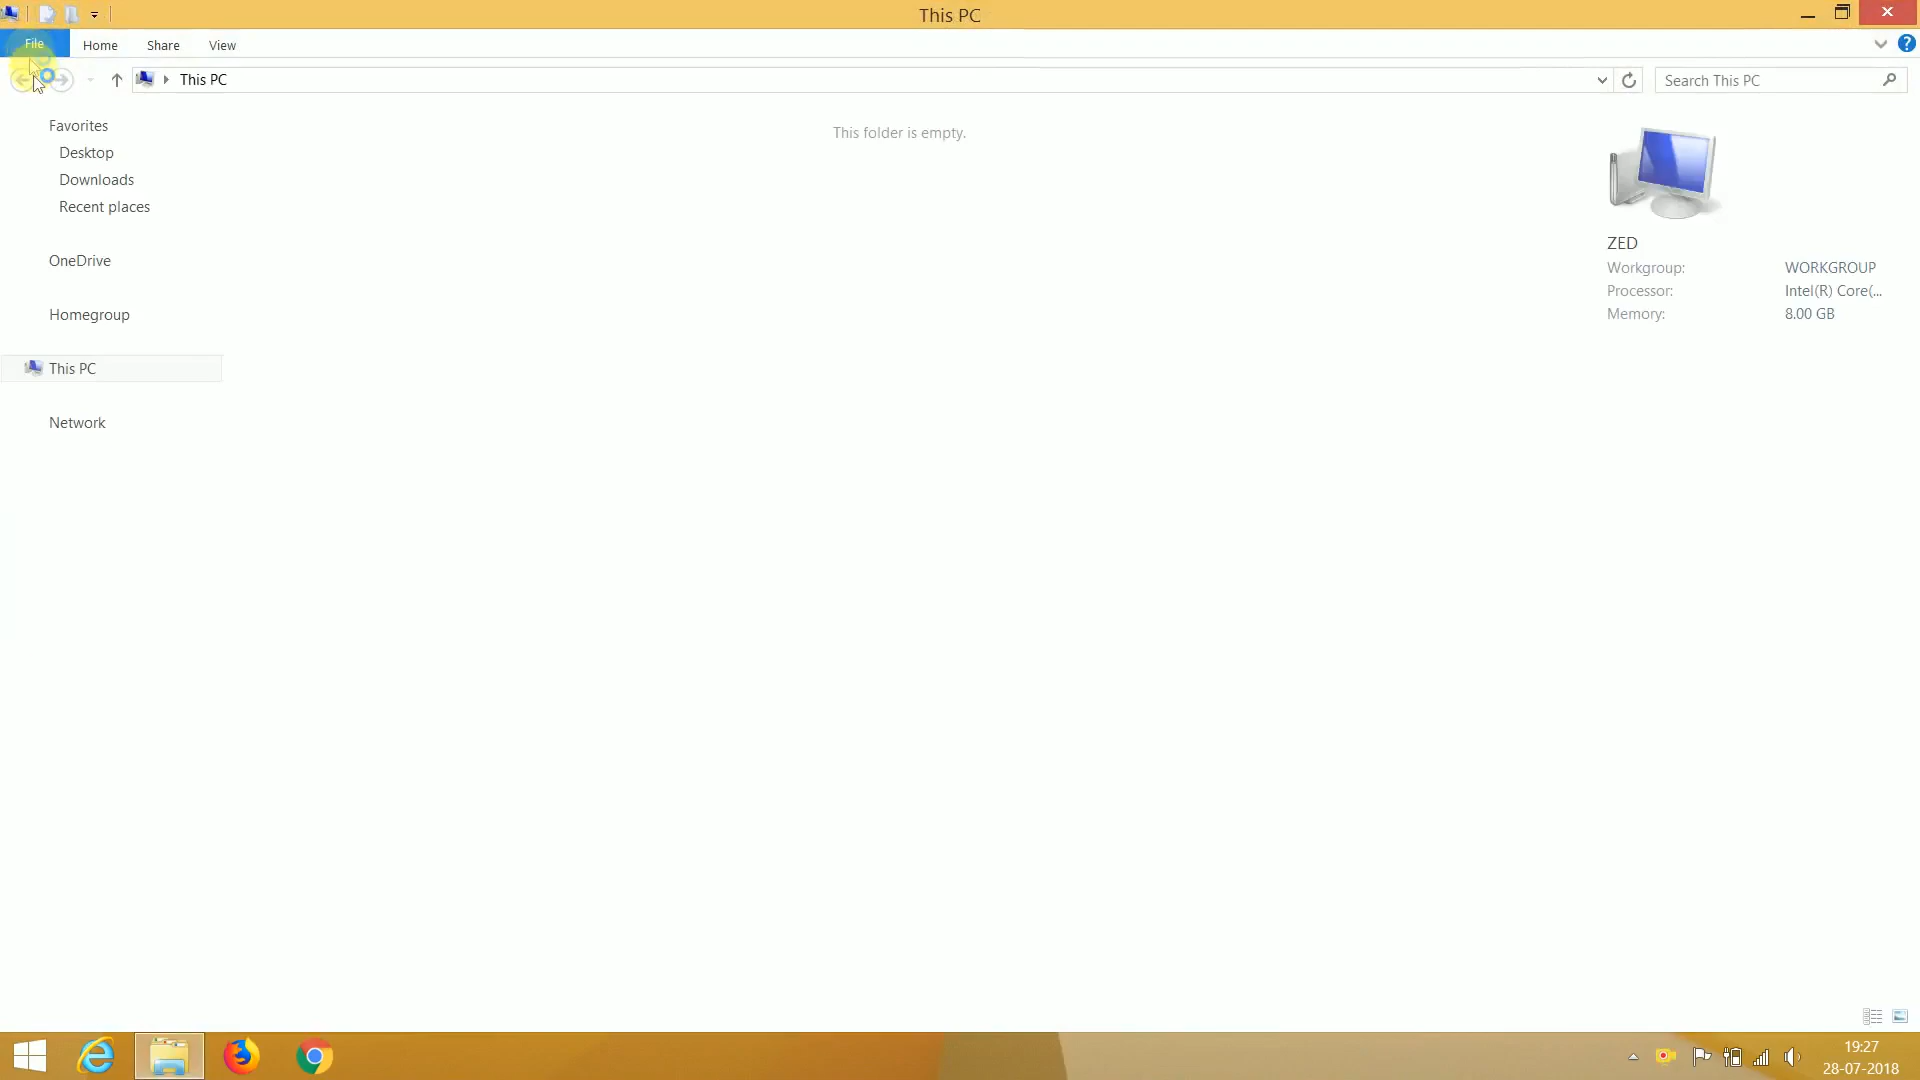 This PC
File
Home
Share
View
This PC
Search This PC
Favorites
Desktop
Downloads
Recent places
OneDrive
Homegroup
This PC
Network
This folder is empty.
ZED
Workgroup: WORKGROUP
Processor: Intel(R) Core(...
Memory: 8.00 GB
19:27
28-07-2018